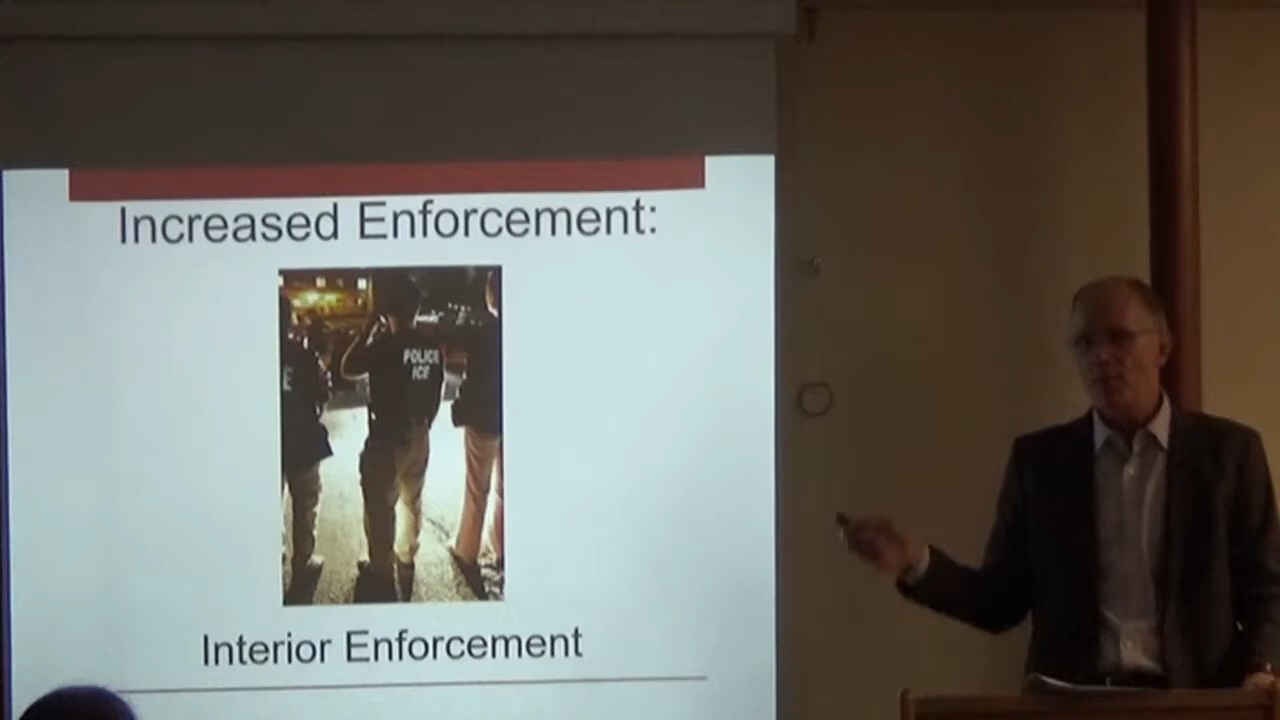 Increased Enforcement:
E
POLICE
ICE
Interior Enforcement